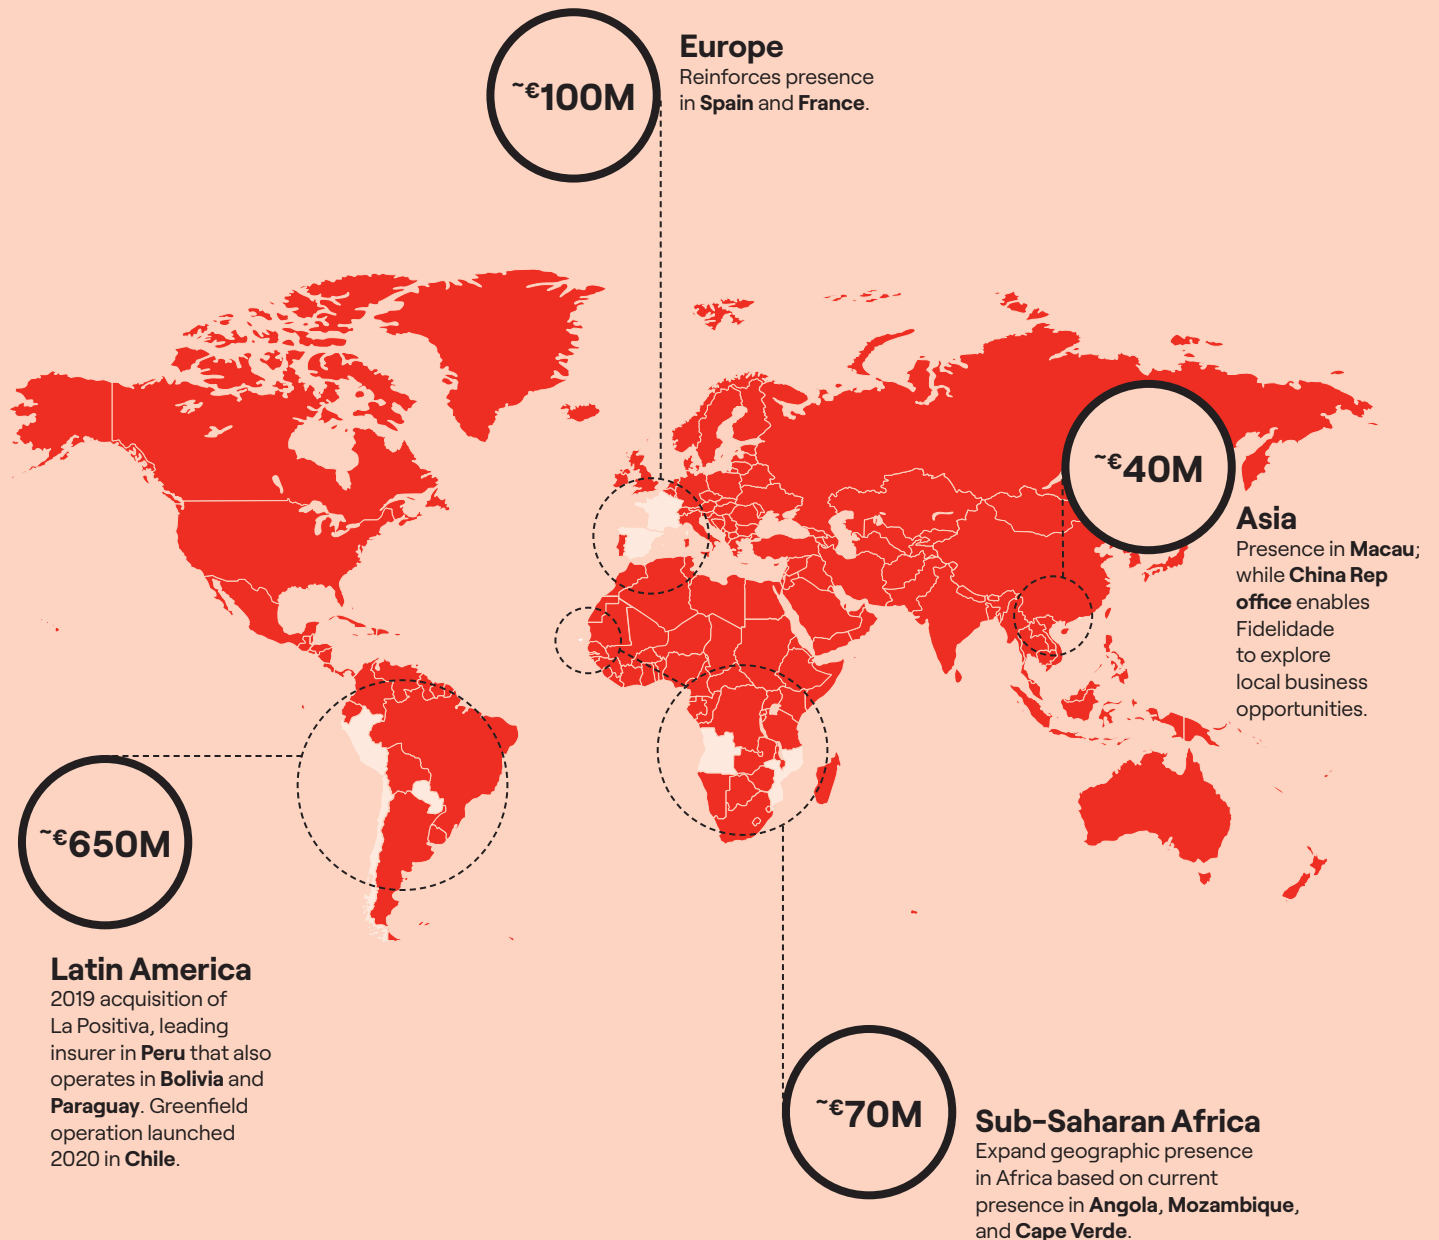 ~€100M
Europe
Reinforces presence
in Spain and France.
~€40M
Asia
Presence in Macau;
while China Rep
office enables
Fidelidade
to explore
local business
opportunities.
~€650M
Latin America
2019 acquisition of
La Positiva, leading
insurer in Peru that also
operates in Bolivia and
Paraguay. Greenfield
operation launched
2020 in Chile.
~€70M
Sub-Saharan Africa
Expand geographic presence
in Africa based on current
presence in Angola, Mozambique,
and Cape Verde.